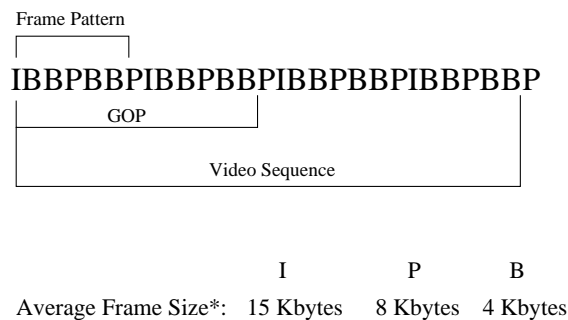 Frame Pattern
IBBPBBPIBBPBBPIBBPBBPIBBPBBP
GOP
Video Sequence
I P B
Average Frame Size*: 15 Kbytes 8 Kbytes 4 Kbytes